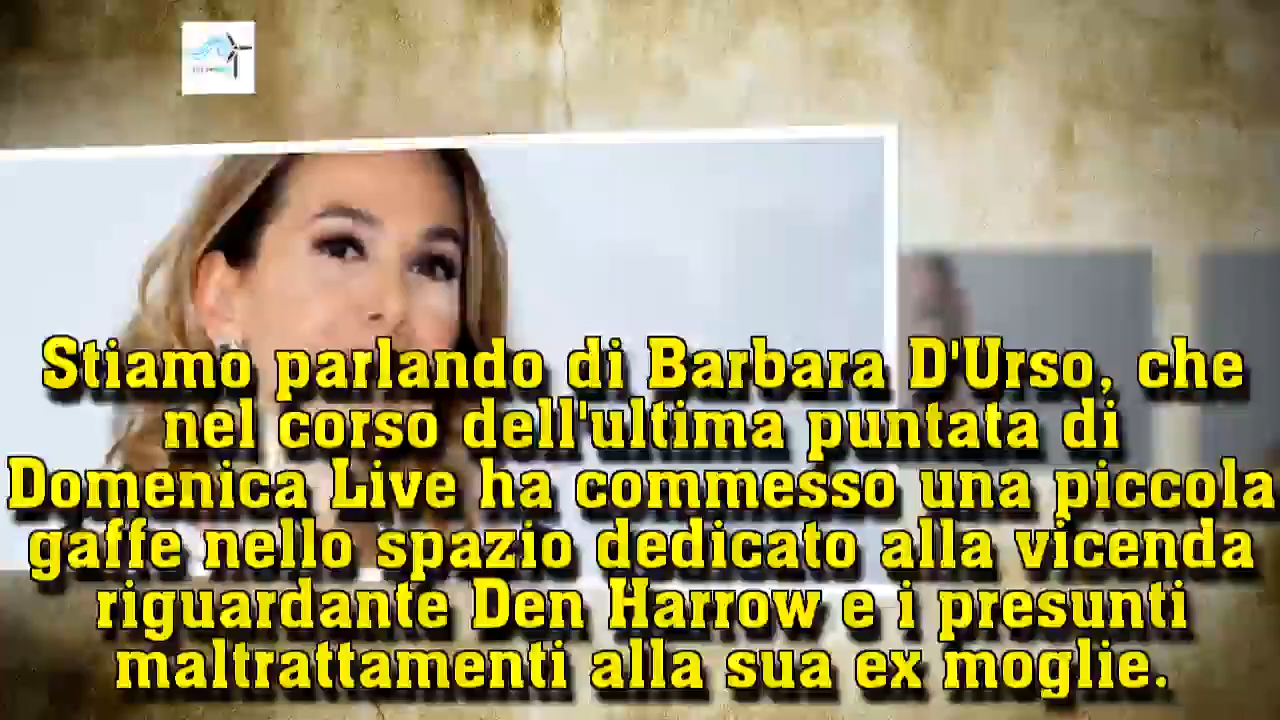 Stiamo parlando di Barbara D'Urso, che
nel corso dell'ultima puntata di
Domenica Live ha commesso una piccola
gaffe nello spazio dedicato alla vicenda
riguardante Den Harrow e i presunti
maltrattamenti alla sua ex moglie.